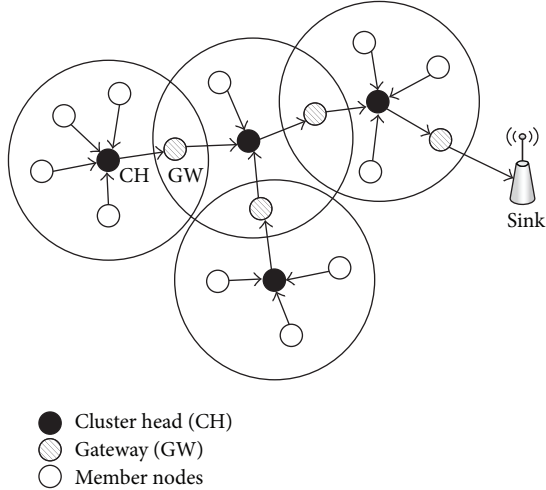 CH
GW
Sink
Cluster head (CH)
Gateway (GW)
Member nodes